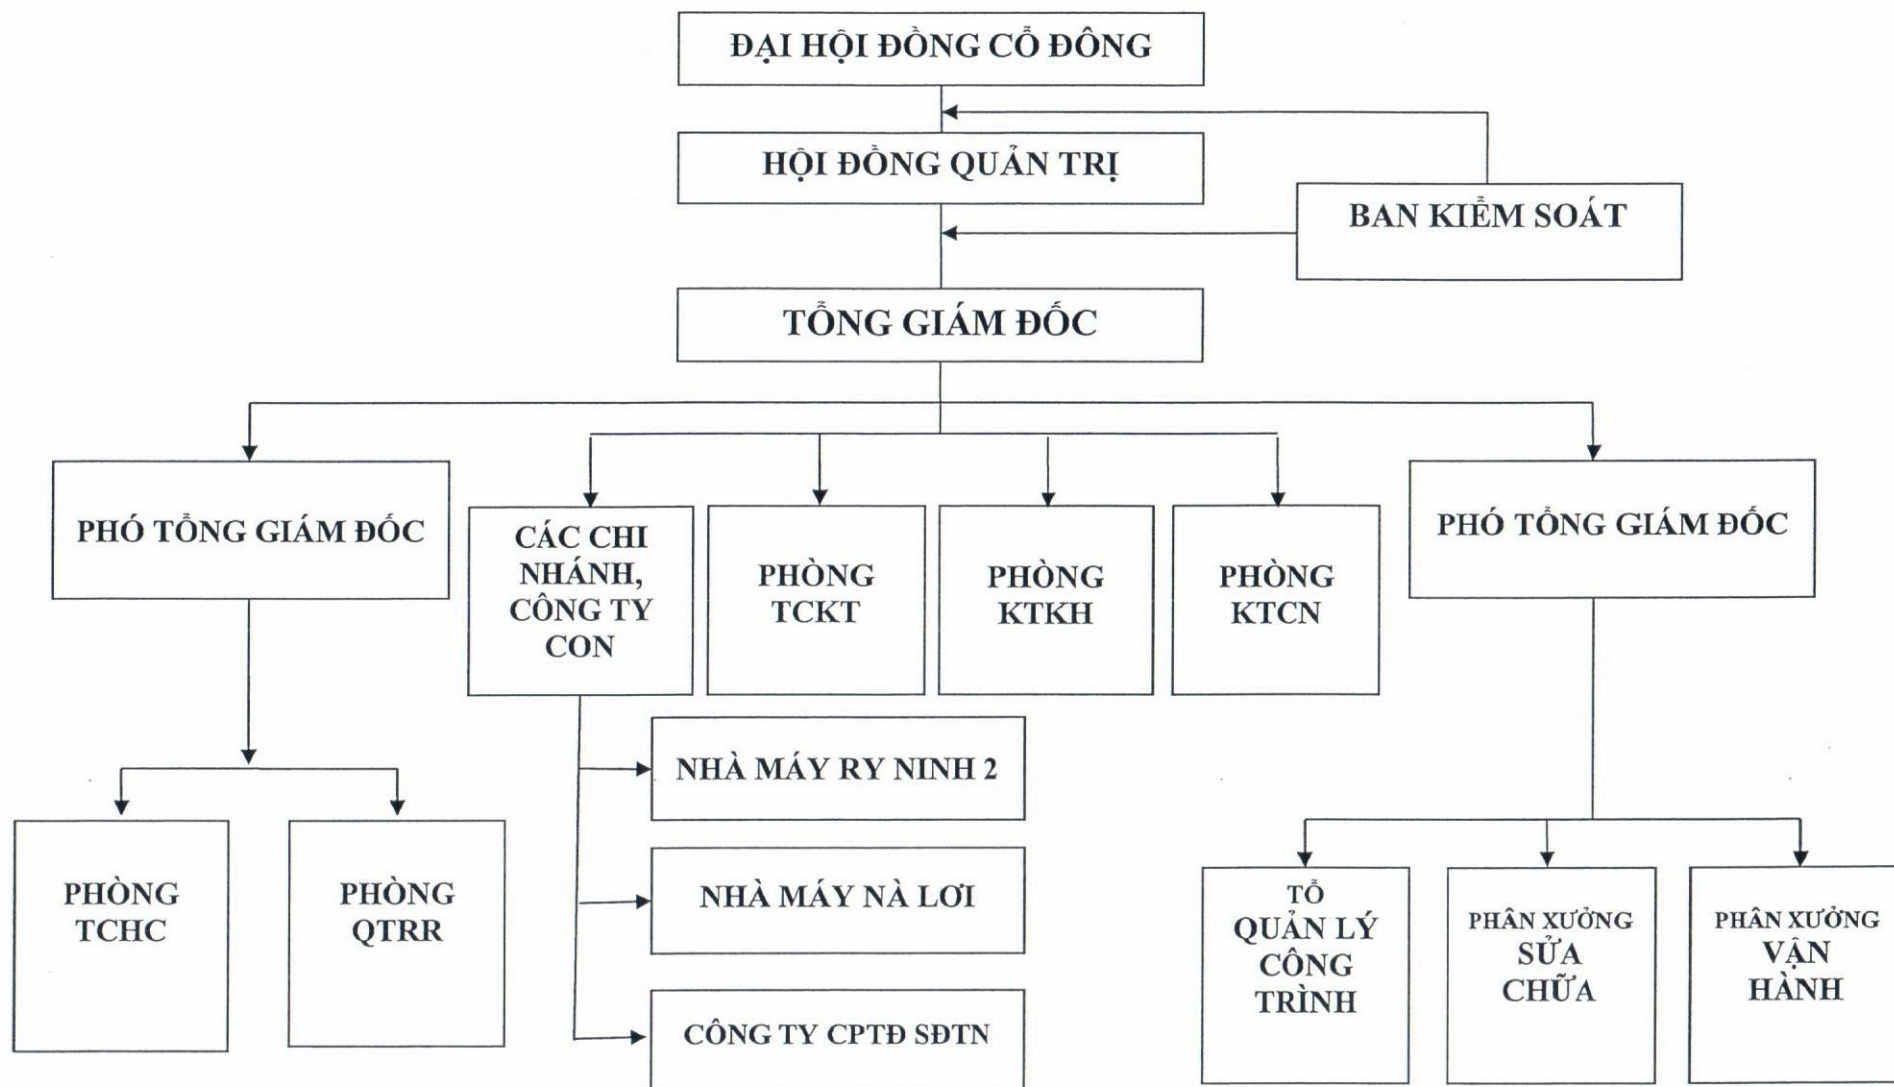 ĐẠI HỘI ĐỒNG CỔ ĐÔNG
HỘI ĐỒNG QUẢN TRỊ
BAN KIỂM SOÁT
TỔNG GIÁM ĐỐC
PHÓ TỔNG GIÁM ĐỐC
CÁC CHI
NHÁNH,
CÔNG TY
CON
PHÒNG
TCKT
PHÒNG
KTKH
PHÒNG
KTCN
PHÓ TỔNG GIÁM ĐỐC
NHÀ MÁY RY NINH 2
NHÀ MÁY NÀ LƠI
CÔNG TY CPTĐ SĐTN
PHÒNG
TCHC
PHÒNG
QTRR
TỔ
QUẢN LÝ
CÔNG
TRÌNH
PHÂN XƯỞNG
SỬA
CHỮA
PHÂN XƯỞNG
VẬN
HÀNH